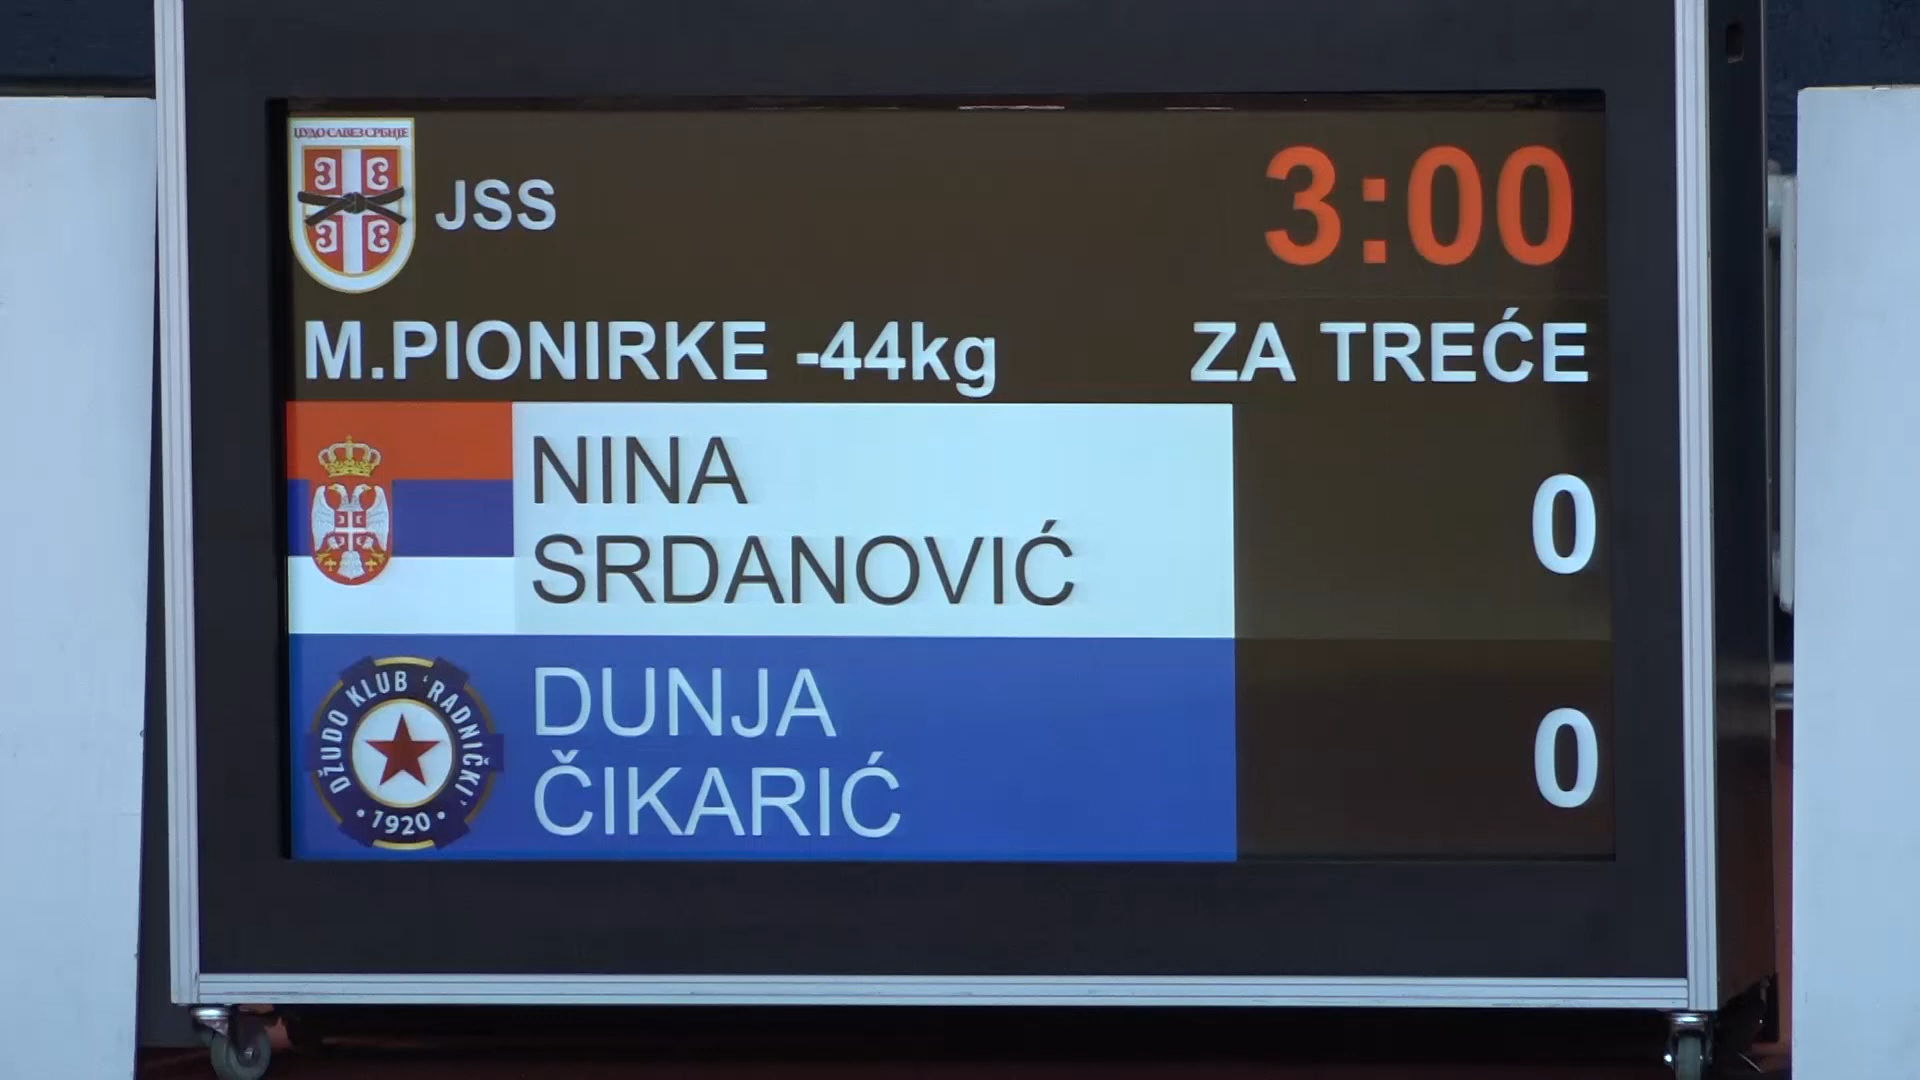 ЏУДО САВЕЗ СРБИЈЕ
JSS
3:00
M.PIONIRKE -44kg
ZA TREĆE
NINA
SRDANOVIĆ
0
DŽUDO KLUB 'RADNIČKI'
• 1920 •
DUNJA
ČIKARIĆ
0